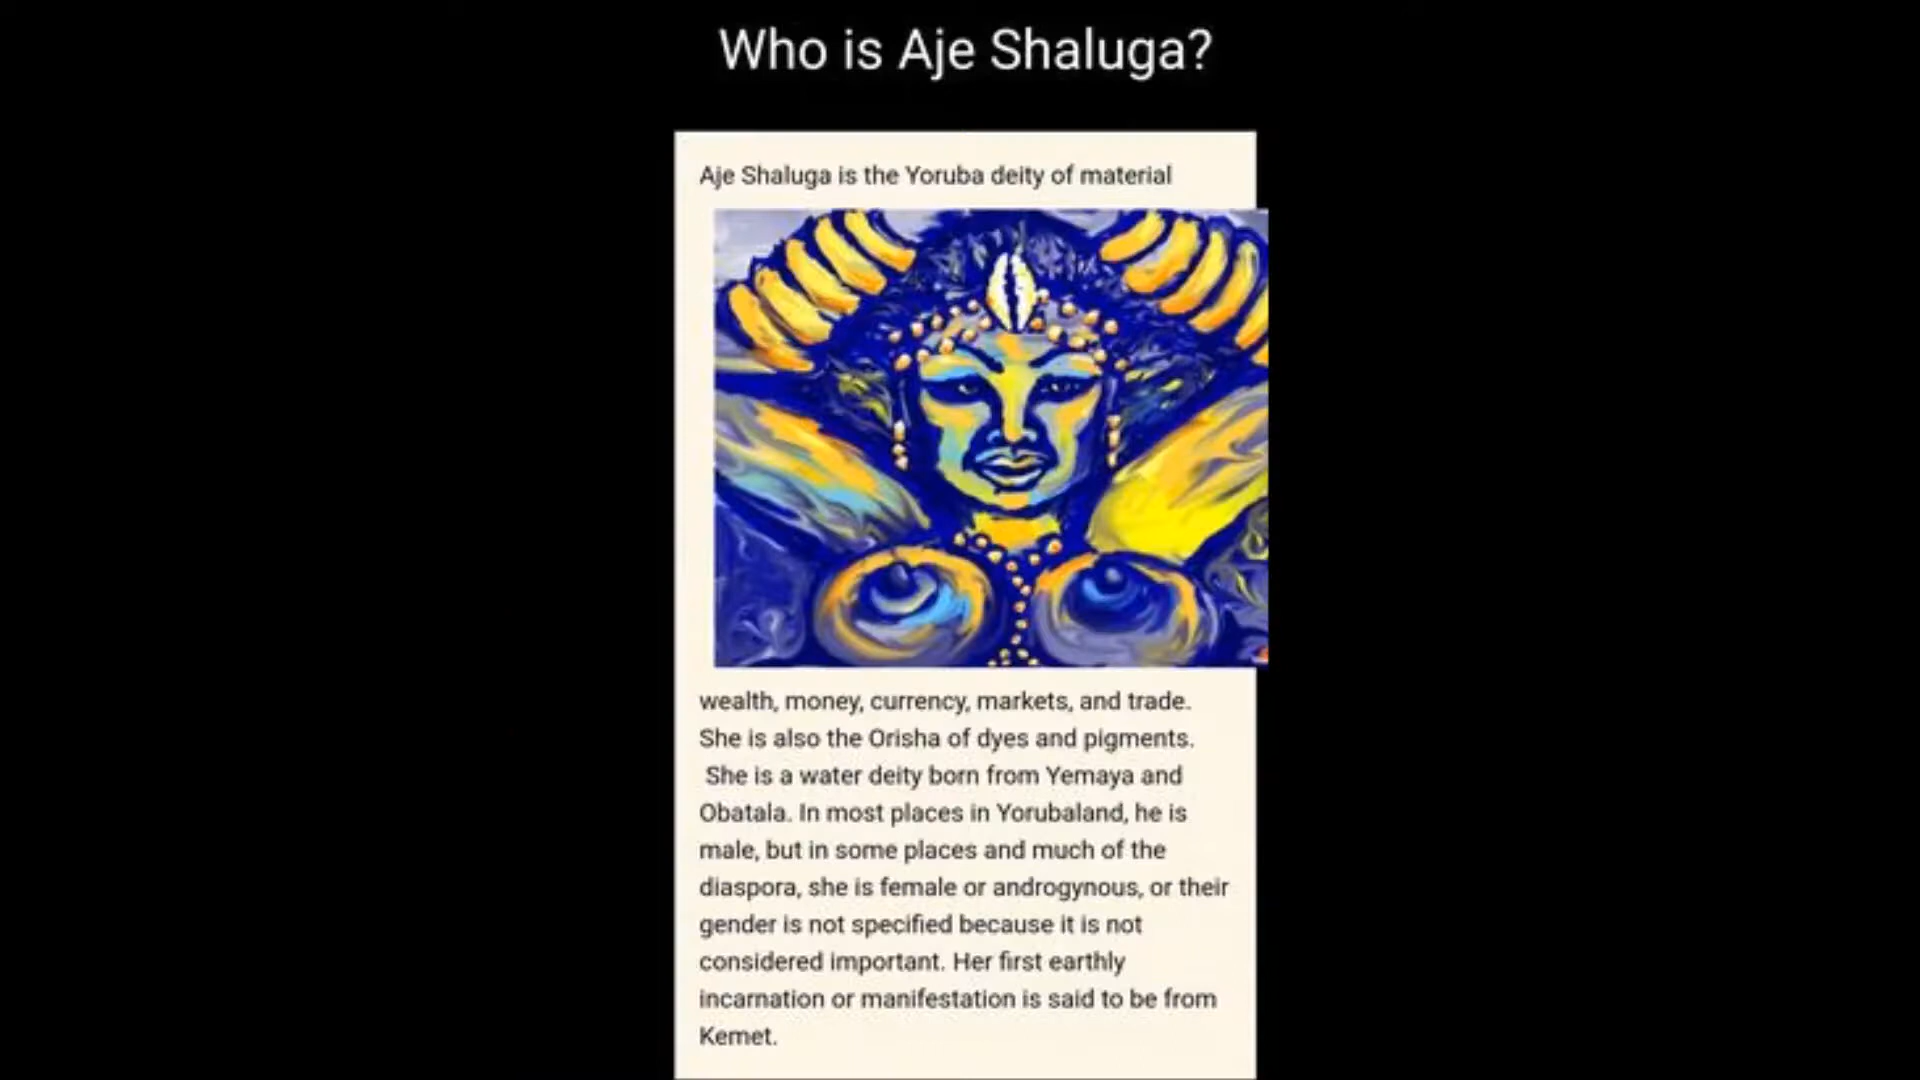 Who is Aje Shaluga?
Aje Shaluga is the Yoruba deity of material
wealth, money, currency, markets, and trade.
She is also the Orisha of dyes and pigments.
She is a water deity born from Yemaya and
Obatala. In most places in Yorubaland, he is
male, but in some places and much of the
diaspora, she is female or androgynous, or their
gender is not specified because it is not
considered important. Her first earthly
incarnation or manifestation is said to be from
Kemet.